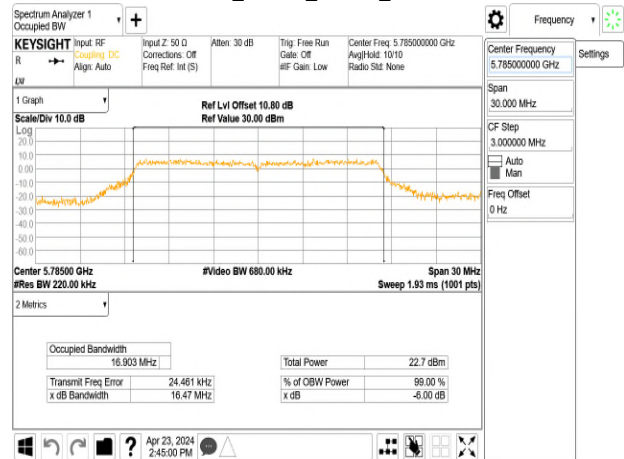 Spectrum Analyzer 1
Occupied BW
KEYSIGHT
Input: RF
Coupling: DC
Align: Auto
R
LXI
Input Z: 50 Ω
Corrections: Off
Freq Ref: Int (S)
Atten: 30 dB
Trig: Free Run
Gate: Off
#IF Gain: Low
Center Freq: 5.785000000 GHz
Avg|Hold: 10/10
Radio Std: None
1 Graph
Scale/Div 10.0 dB
Ref Lvl Offset 10.80 dB
Ref Value 30.00 dBm
Log
20.0
10.0
0.00
-10.0
-20.0
-30.0
-40.0
-50.0
-60.0
Center 5.78500 GHz
#Res BW 220.00 kHz
#Video BW 680.00 kHz
Span 30 MHz
Sweep 1.93 ms (1001 pts)
2 Metrics
Occupied Bandwidth
16.903 MHz
Total Power 22.7 dBm
Transmit Freq Error 24.461 kHz
% of OBW Power 99.00 %
x dB Bandwidth 16.47 MHz
x dB -6.00 dB
Apr 23, 2024
2:45:00 PM
Frequency
Center Frequency
5.785000000 GHz
Settings
Span
30.000 MHz
CF Step
3.000000 MHz
Auto
Man
Freq Offset
0 Hz